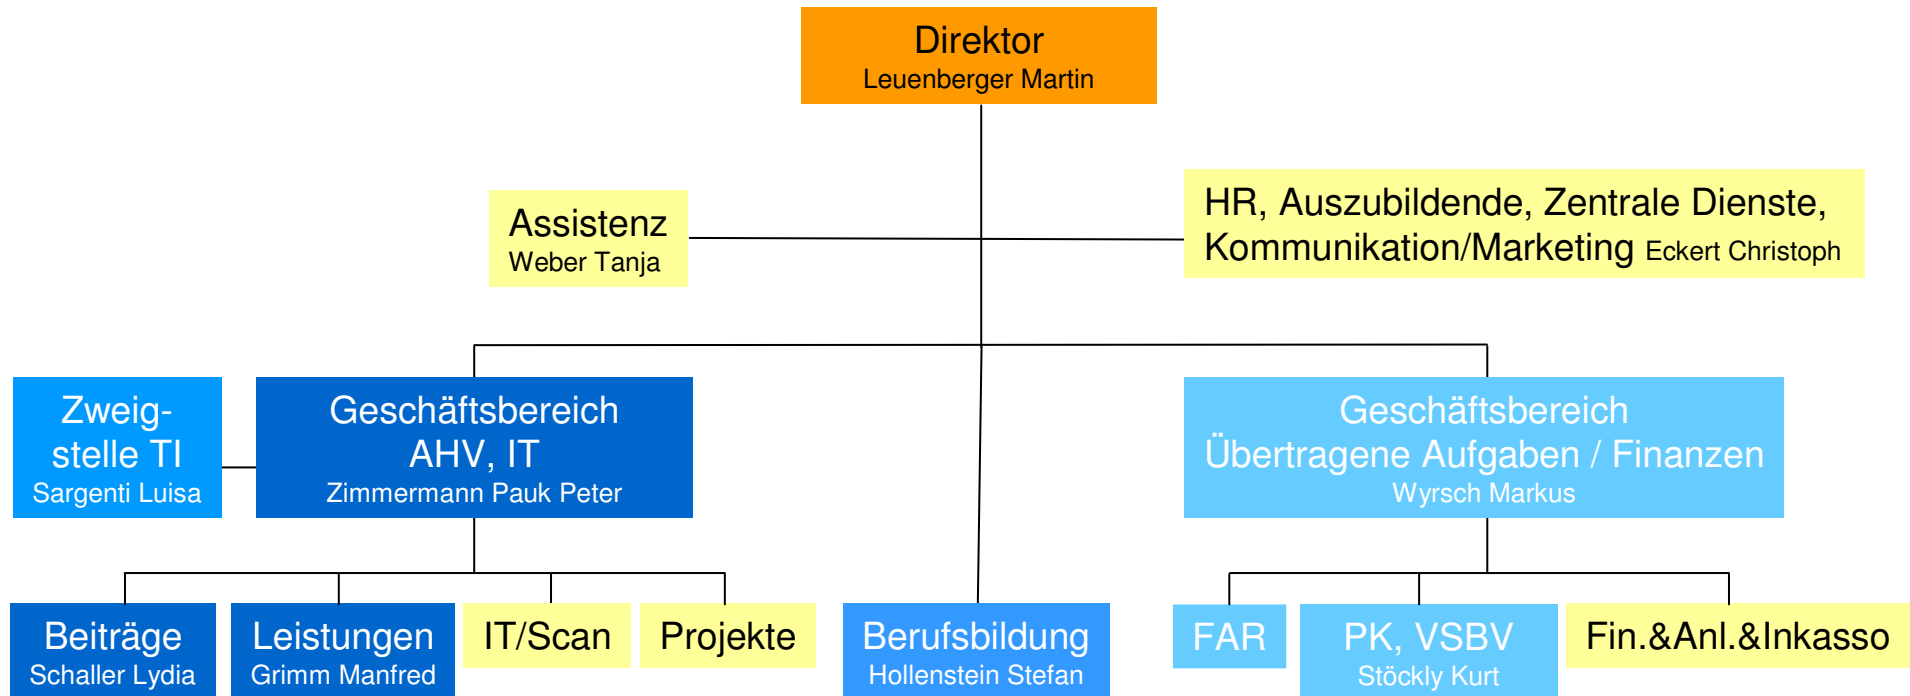 Direktor
Leuenberger Martin
Assistenz
Weber Tanja
HR, Auszubildende, Zentrale Dienste,
Kommunikation/Marketing Eckert Christoph
Zweig-
stelle TI
Sargenti Luisa
Geschäftsbereich
AHV, IT
Zimmermann Pauk Peter
Geschäftsbereich
Übertragene Aufgaben / Finanzen
Wyrsch Markus
Beiträge
Schaller Lydia
Leistungen
Grimm Manfred
IT/Scan
Projekte
Berufsbildung
Hollenstein Stefan
FAR
PK, VSBV
Stöckly Kurt
Fin.&Anl.&Inkasso